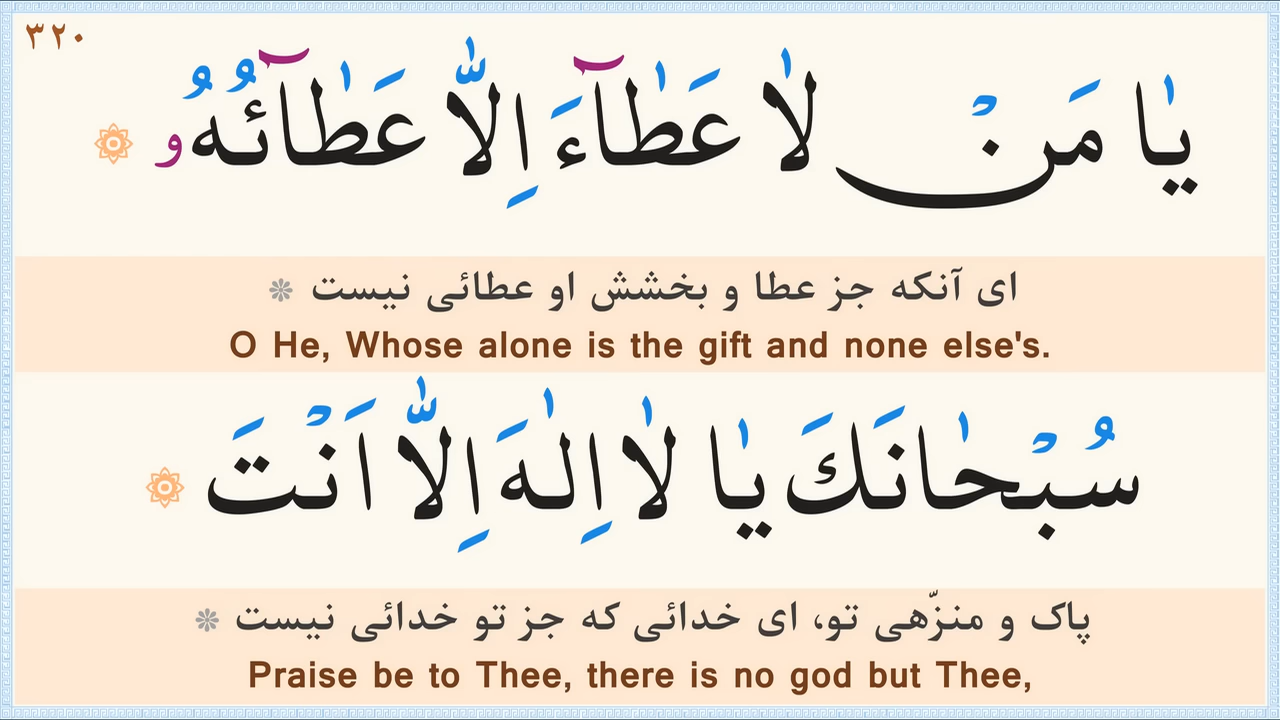 ۳۲۰
يٰا مَنْ لٰا عَطٰآءَ اِلّٰا عَطٰآئُهُو
ای آنکه جز عطا و بخشش او عطائی نیست
O He, Whose alone is the gift and none else's.
سُبْحٰانَكَ يٰا لٰا اِلٰهَ اِلّٰا اَنْتَ
پاک و منزّهی تو، ای خدائی که جز تو خدائی نیست
Praise be to Thee, there is no god but Thee,